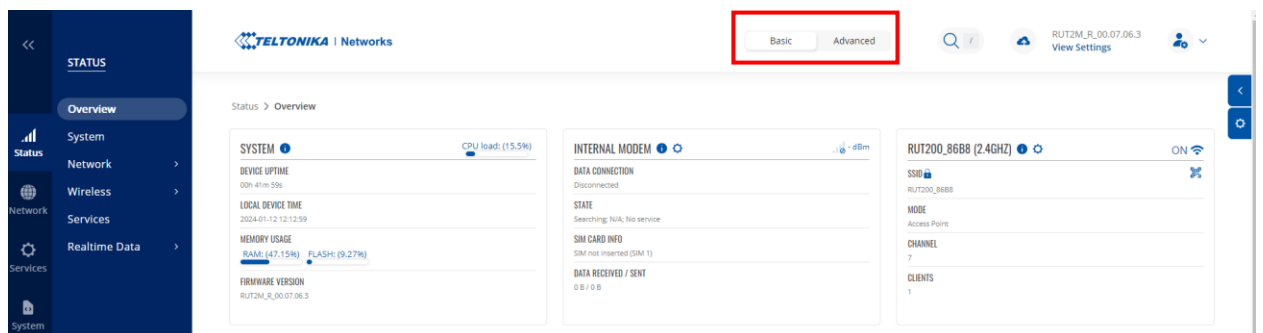 TELTONIKA | Networks
Basic
Advanced
/
RUT2M_R_00.07.06.3
View Settings
STATUS
Overview
System
Network
Wireless
Services
Realtime Data
Status
Network
Services
System
Status > Overview
SYSTEM
CPU load: (15.5%)
DEVICE UPTIME
00h 41m 59s
LOCAL DEVICE TIME
2024-01-12 12:12:59
MEMORY USAGE
RAM: (47.15%) FLASH: (9.27%)
FIRMWARE VERSION
RUT2M_R_00.07.06.3
INTERNAL MODEM
- dBm
DATA CONNECTION
Disconnected
STATE
Searching; N/A; No service
SIM CARD INFO
SIM not inserted (SIM 1)
DATA RECEIVED / SENT
0 B / 0 B
RUT200_86B8 (2.4GHZ)
ON
SSID
RUT200_86B8
MODE
Access Point
CHANNEL
7
CLIENTS
1